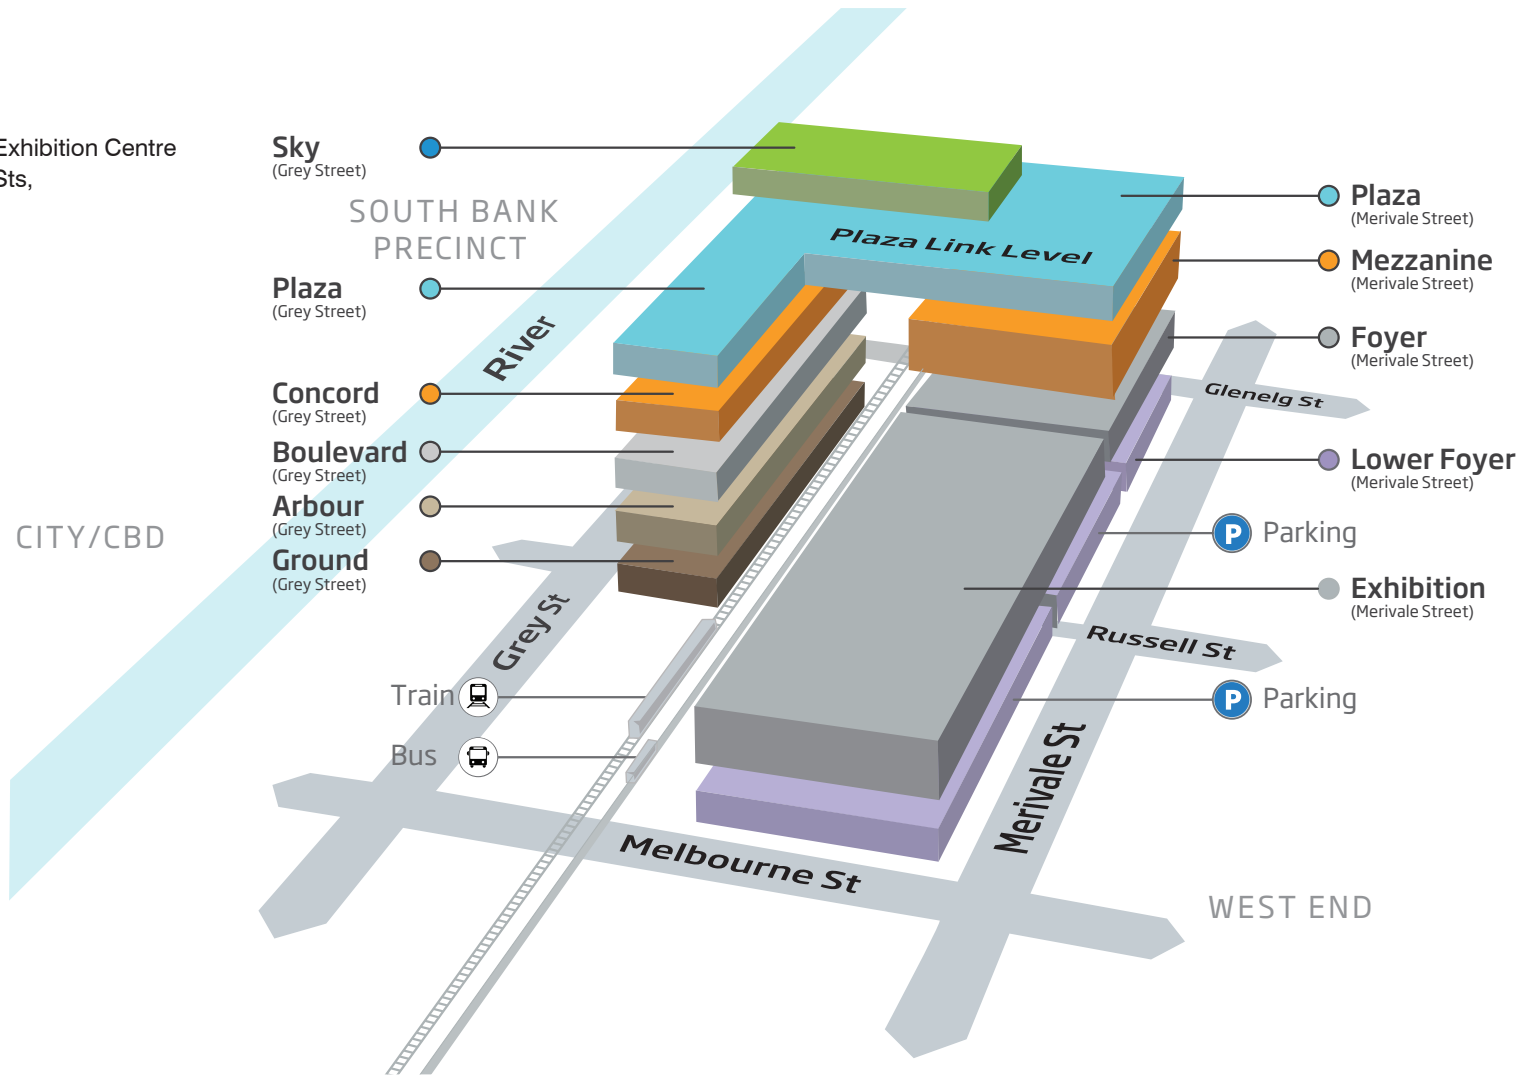 Exhibition Centre
Sts,
Sky
(Grey Street)
SOUTH BANK
PRECINCT
Plaza
(Grey Street)
River
Concord
(Grey Street)
Boulevard
(Grey Street)
Arbour
(Grey Street)
Ground
(Grey Street)
CITY/CBD
Grey St
Train
Bus
Plaza Link Level
Plaza
(Merivale Street)
Mezzanine
(Merivale Street)
Foyer
(Merivale Street)
Glenelg St
Lower Foyer
(Merivale Street)
P Parking
Exhibition
(Merivale Street)
Russell St
P Parking
Merivale St
Melbourne St
WEST END